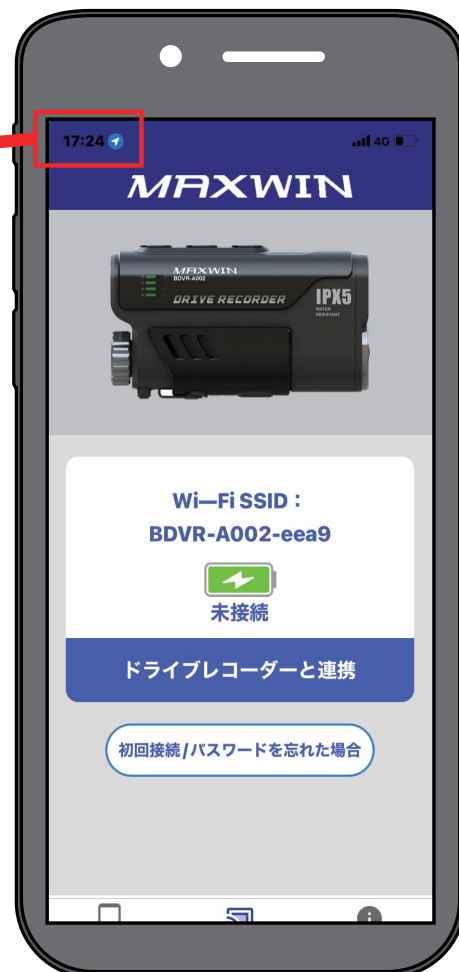 17:24
4G
MAXWIN
MAXWIN
BDVR-A002
DRIVE RECORDER
IPX5
WATER
RESISTANT
Wi—Fi SSID：
BDVR-A002-eea9
未接続
ドライブレコーダーと連携
初回接続/パスワードを忘れた場合